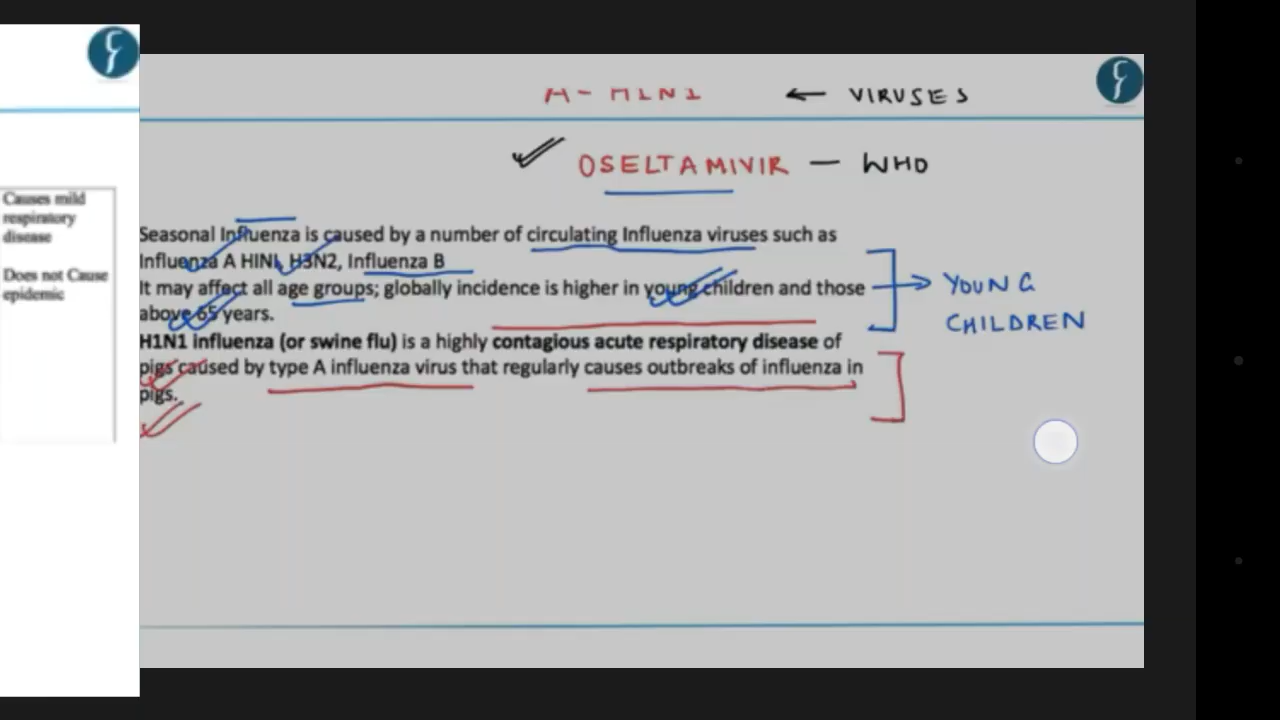 Causes mild
respiratory
disease
Does not Cause
epidemic
A - H1N1 ← VIRUSES
OSELTAMIVIR — WHO
Seasonal Influenza is caused by a number of circulating Influenza viruses such as
Influenza A HINI, H3N2, Influenza B
It may affect all age groups; globally incidence is higher in young children and those
above 65 years.
H1N1 influenza (or swine flu) is a highly contagious acute respiratory disease of
pigs caused by type A influenza virus that regularly causes outbreaks of influenza in
pigs.
YOUNG
CHILDREN